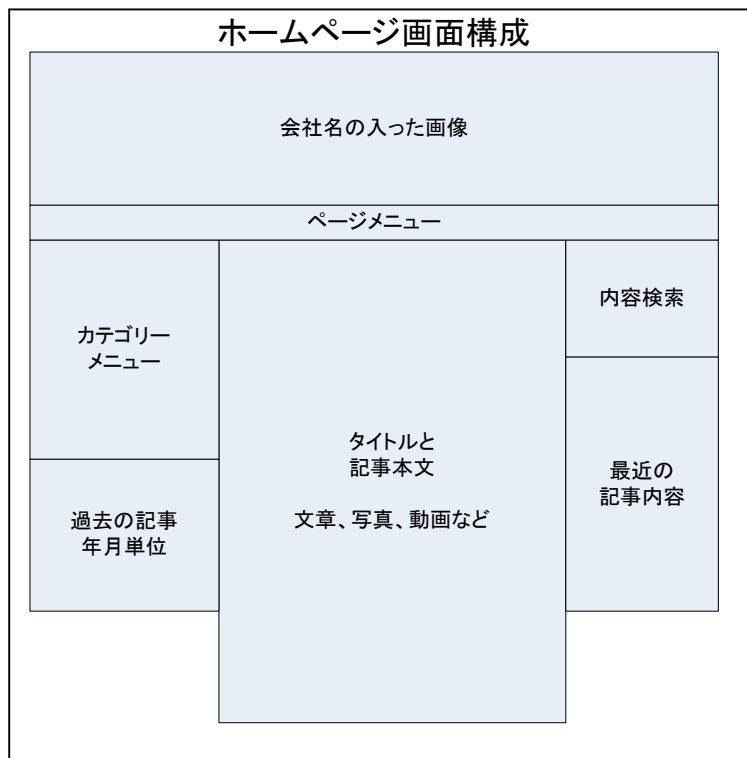 ホームページ画面構成
会社名の入った画像
ページメニュー
カテゴリー
メニュー
過去の記事
年月単位
タイトルと
記事本文
文章、写真、動画など
内容検索
最近の
記事内容